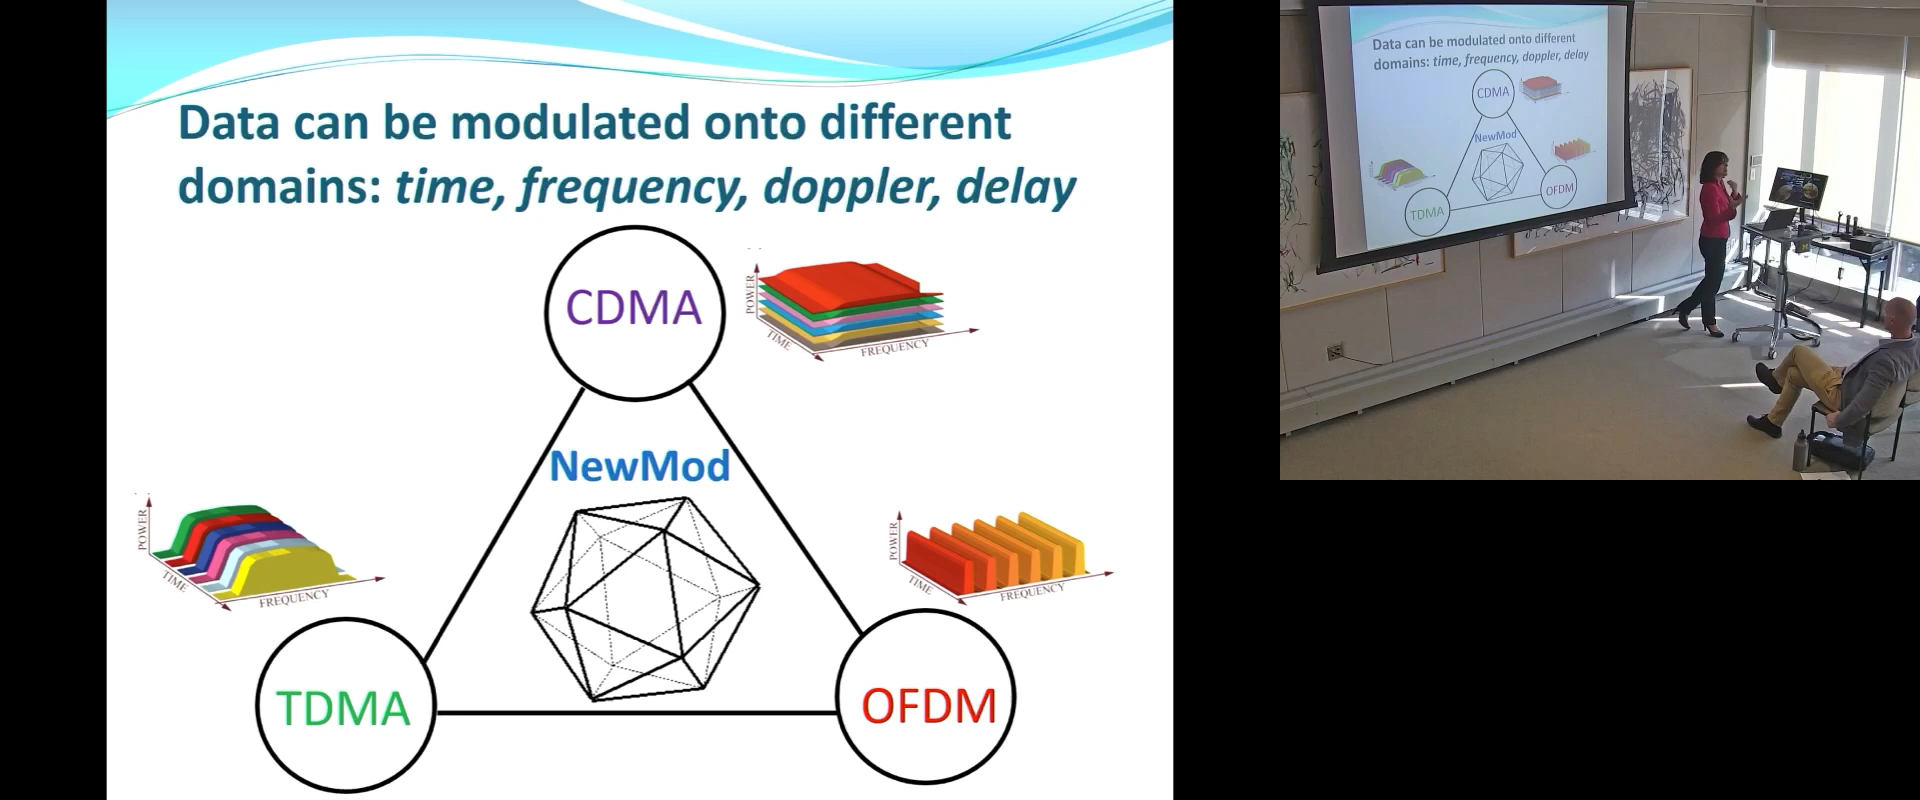 Data can be modulated onto different
domains: time, frequency, doppler, delay
CDMA
POWER
TIME
FREQUENCY
NewMod
POWER
TIME
FREQUENCY
POWER
TIME
FREQUENCY
TDMA
OFDM
Data can be modulated onto different
domains: time, frequency, doppler, delay
CDMA
NewMod
OFDM
TDMA